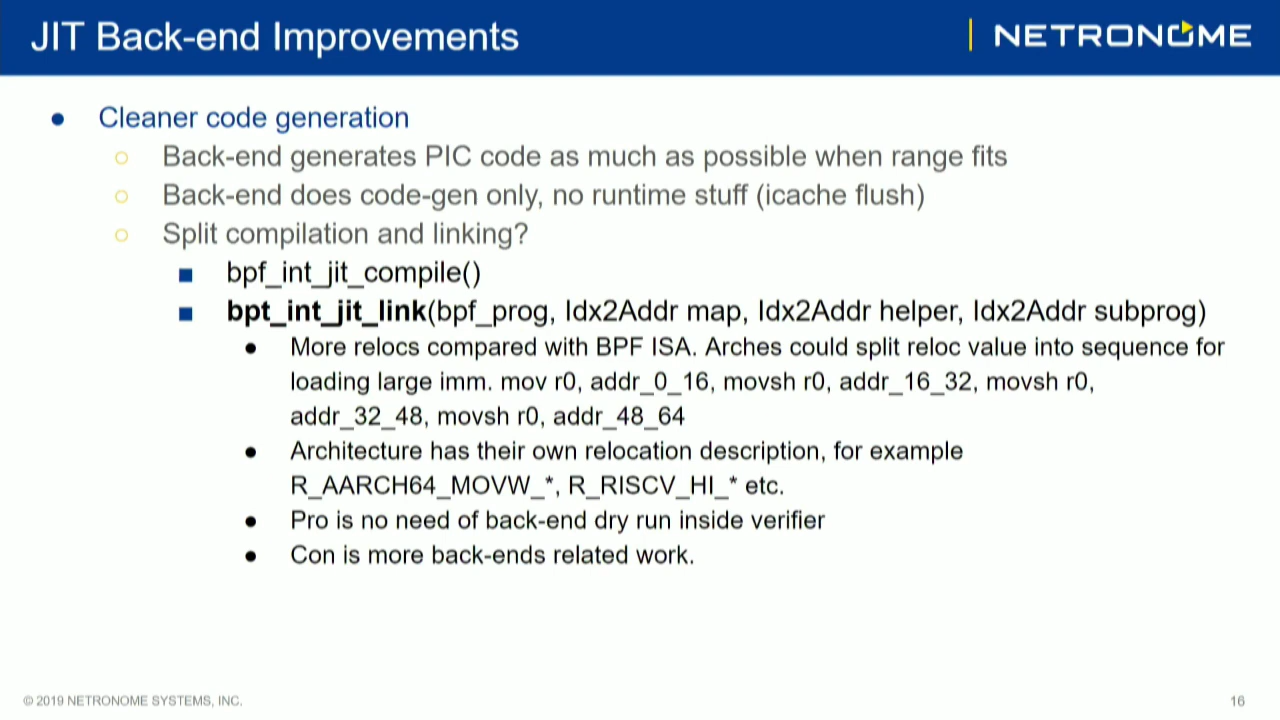 JIT Back-end Improvements
NETRONOME
● Cleaner code generation
○ Back-end generates PIC code as much as possible when range fits
○ Back-end does code-gen only, no runtime stuff (icache flush)
○ Split compilation and linking?
■ bpf_int_jit_compile()
■ bpt_int_jit_link(bpf_prog, Idx2Addr map, Idx2Addr helper, Idx2Addr subprog)
● More relocs compared with BPF ISA. Arches could split reloc value into sequence for
loading large imm. mov r0, addr_0_16, movsh r0, addr_16_32, movsh r0,
addr_32_48, movsh r0, addr_48_64
● Architecture has their own relocation description, for example
R_AARCH64_MOVW_*, R_RISCV_HI_* etc.
● Pro is no need of back-end dry run inside verifier
● Con is more back-ends related work.
© 2019 NETRONOME SYSTEMS, INC.
16